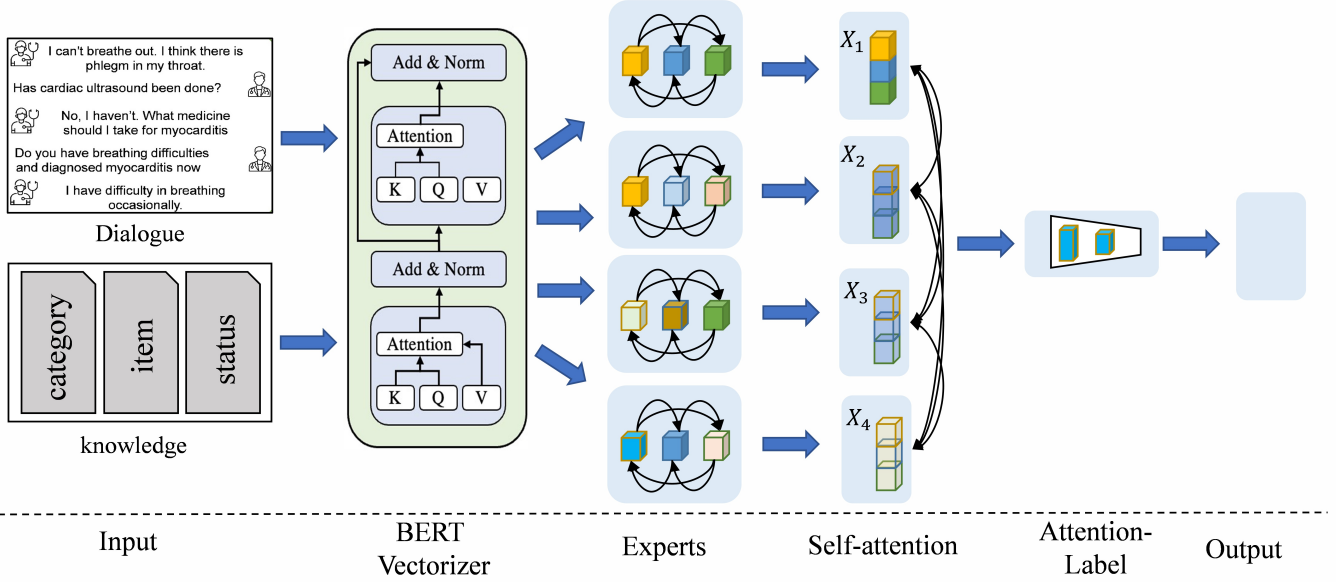 I can't breathe out. I think there is
phlegm in my throat.
Has cardiac ultrasound been done?
No, I haven't. What medicine
should I take for myocarditis
Do you have breathing difficulties
and diagnosed myocarditis now
I have difficulty in breathing
occasionally.
Dialogue
category
item
status
knowledge
Add & Norm
Attention
K Q V
Add & Norm
Attention
K Q V
X1
X2
X3
X4
Input
BERT
Vectorizer
Experts
Self-attention
Attention-
Label
Output